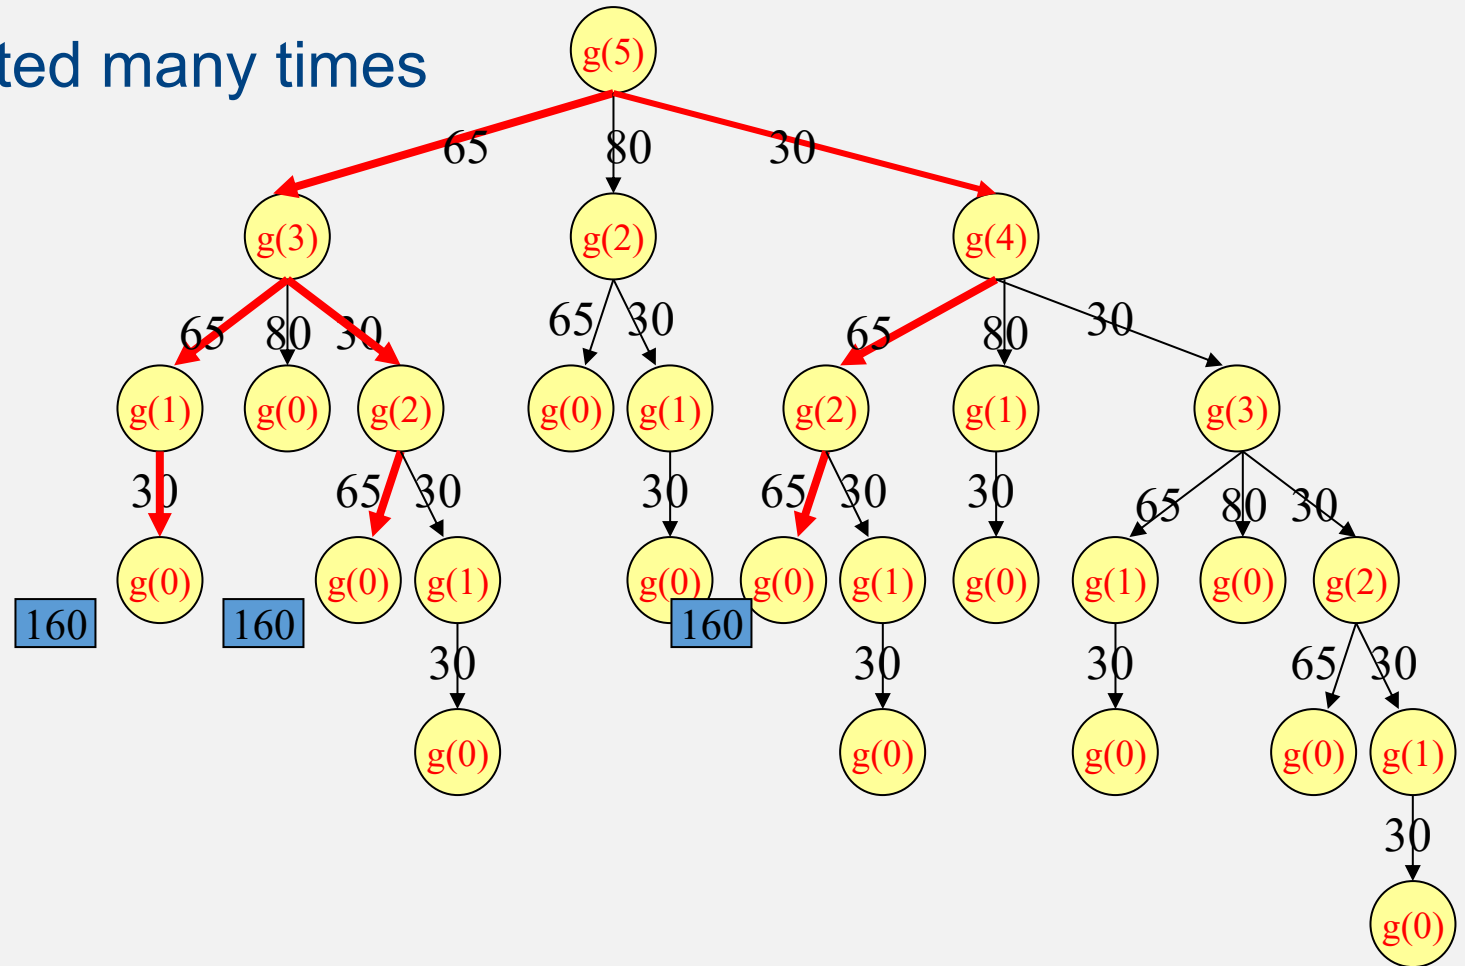 g(5)
ted many times
65 80 30
g(3) g(2) g(4)
65 80 30 65 30 65 80 30
g(1) g(0) g(2) g(0) g(1) g(2) g(1) g(3)
30 65 30 30 65 30 30 65 80 30
g(0) g(0) g(1) g(0) g(0) g(1) g(0) g(1) g(0) g(2)
160 160 160
30 30 30 65 30
g(0) g(0) g(0) g(0) g(1)
30
g(0)